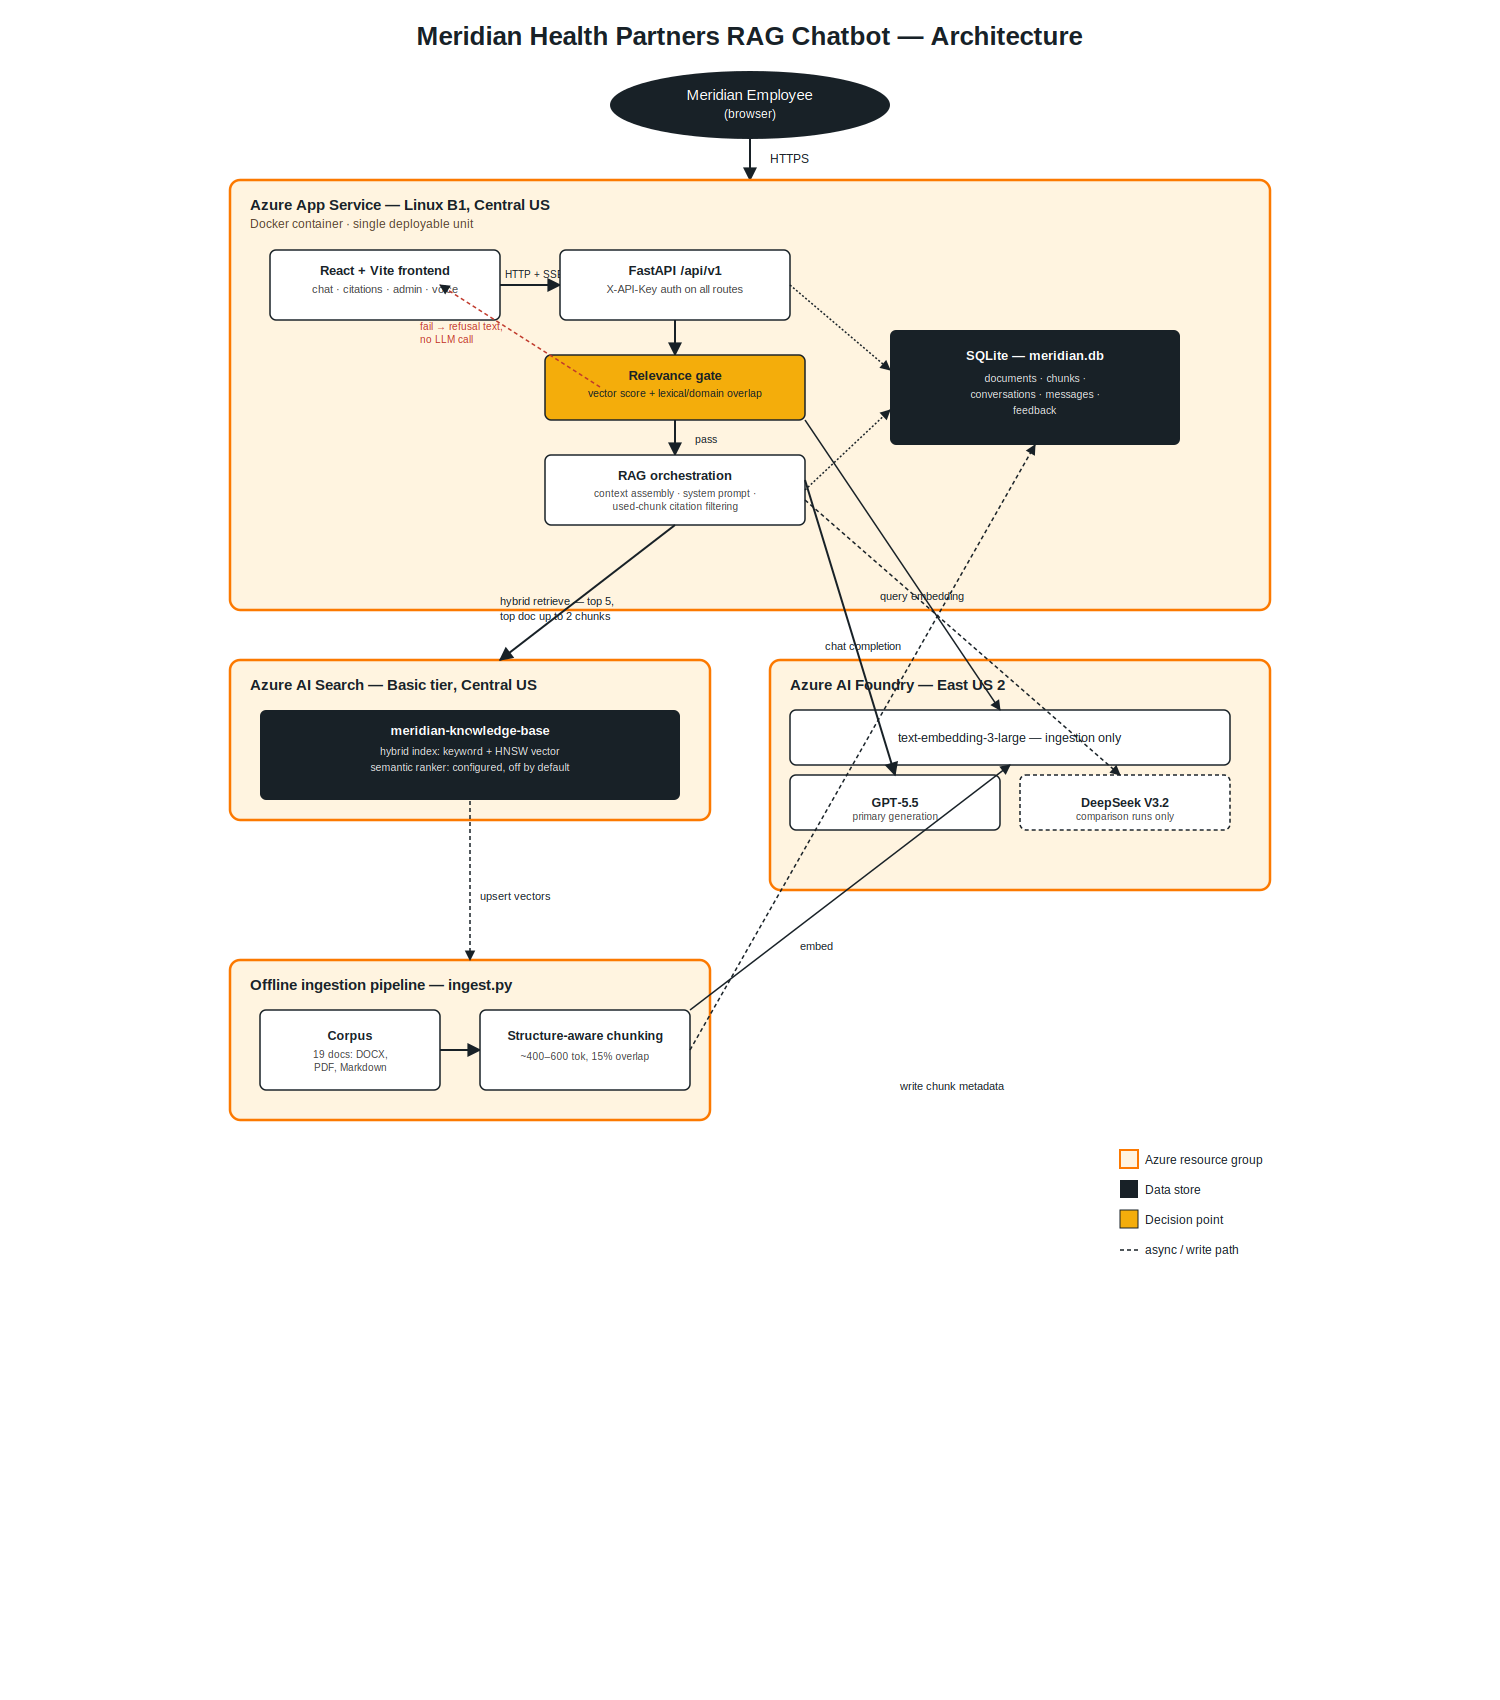 Meridian Health Partners RAG Chatbot — Architecture
Meridian Employee
(browser)
HTTPS
Azure App Service — Linux B1, Central US
Docker container · single deployable unit
React + Vite frontend
chat · citations · admin · voice
HTTP + SSE
FastAPI /api/v1
X-API-Key auth on all routes
fail → refusal text,
no LLM call
Relevance gate
vector score + lexical/domain overlap
SQLite — meridian.db
documents · chunks ·
conversations · messages ·
feedback
pass
RAG orchestration
context assembly · system prompt ·
used-chunk citation filtering
hybrid retrieve — top 5,
top doc up to 2 chunks
query embedding
chat completion
Azure AI Search — Basic tier, Central US
meridian-knowledge-base
hybrid index: keyword + HNSW vector
semantic ranker: configured, off by default
Azure AI Foundry — East US 2
text-embedding-3-large — ingestion only
GPT-5.5
primary generation
DeepSeek V3.2
comparison runs only
upsert vectors
embed
Offline ingestion pipeline — ingest.py
Corpus
19 docs: DOCX,
PDF, Markdown
Structure-aware chunking
~400–600 tok, 15% overlap
write chunk metadata
Azure resource group
Data store
Decision point
async / write path